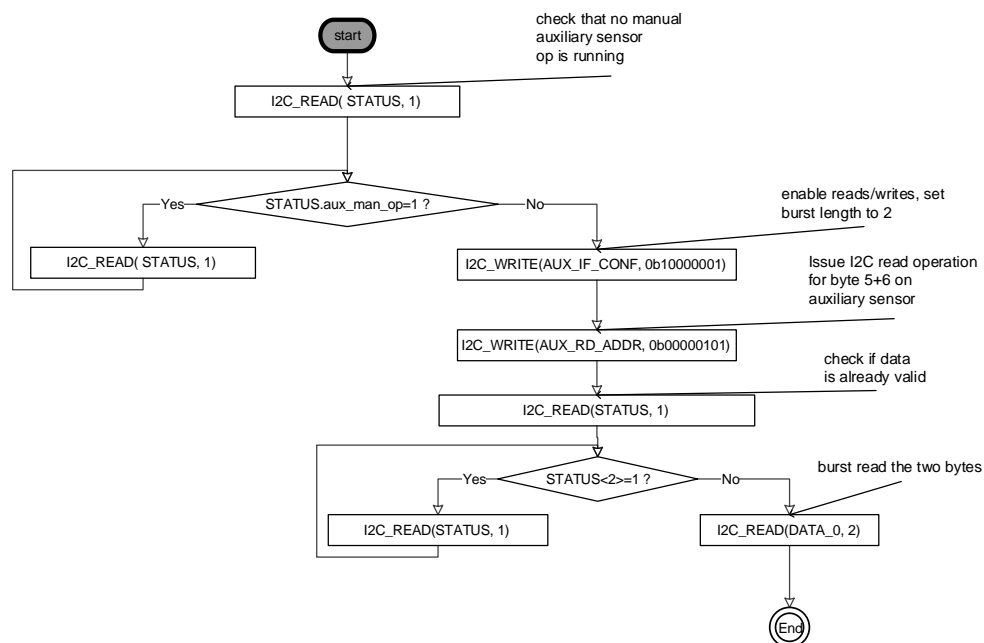 start
check that no manual
auxiliary sensor
op is running
I2C_READ( STATUS, 1)
STATUS.aux_man_op=1 ?
Yes
No
I2C_READ( STATUS, 1)
enable reads/writes, set
burst length to 2
I2C_WRITE(AUX_IF_CONF, 0b10000001)
Issue I2C read operation
for byte 5+6 on
auxiliary sensor
I2C_WRITE(AUX_RD_ADDR, 0b00000101)
check if data
is already valid
I2C_READ(STATUS, 1)
STATUS<2>=1 ?
Yes
No
I2C_READ(STATUS, 1)
burst read the two bytes
I2C_READ(DATA_0, 2)
End